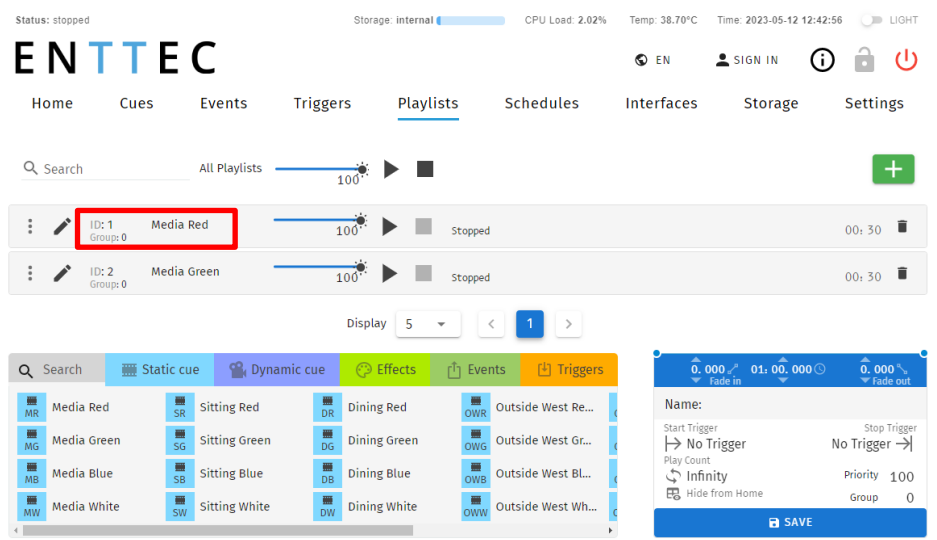 Status: stopped Storage: internal CPU Load: 2.02% Temp: 38.70°C Time: 2023-05-12 12:42:56 LIGHT
ENTTEC
EN SIGN IN
Home Cues Events Triggers Playlists Schedules Interfaces Storage Settings
Search All Playlists 100
ID: 1 Media Red 100 Stopped 00: 30
Group: 0
ID: 2 Media Green 100 Stopped 00: 30
Group: 0
Display 5 < 1 >
Search Static cue Dynamic cue Effects Events Triggers
MR Media Red SR Sitting Red DR Dining Red OWR Outside West Re...
MG Media Green SG Sitting Green DG Dining Green OWG Outside West Gr...
MB Media Blue SB Sitting Blue DB Dining Blue OWB Outside West Bl...
MW Media White SW Sitting White DW Dining White OWW Outside West Wh...
0. 000 01: 00. 000 0. 000
Fade in Fade out
Name:
Start Trigger Stop Trigger
No Trigger No Trigger
Play Count
Infinity Priority 100
Hide from Home Group 0
SAVE